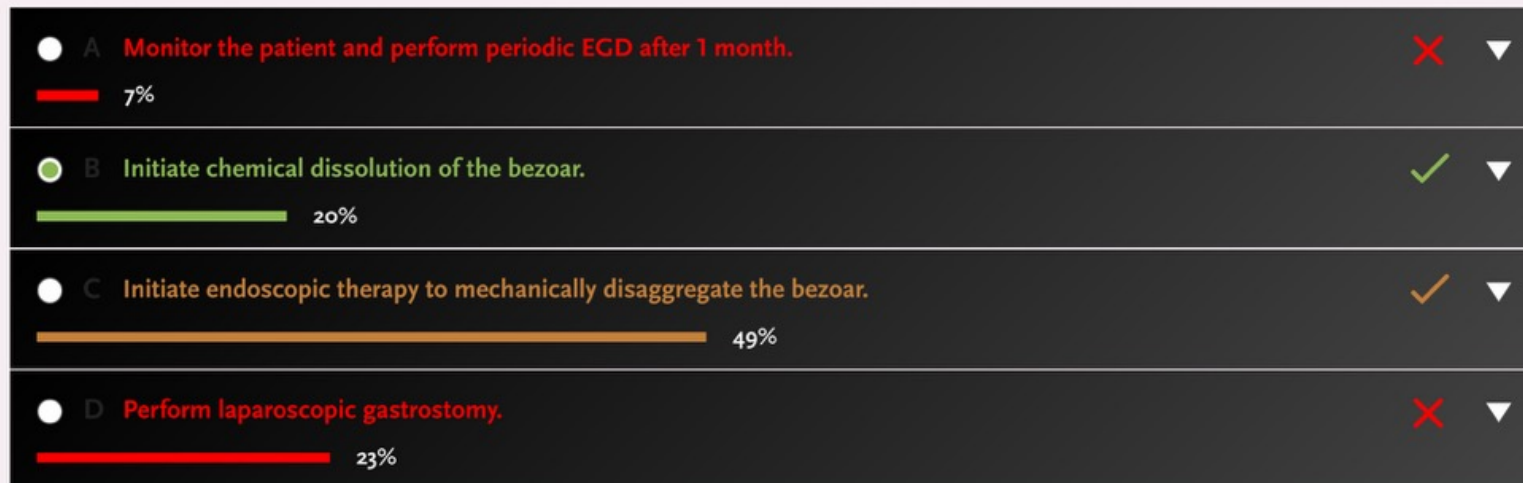 A Monitor the patient and perform periodic EGD after 1 month.
7%
B Initiate chemical dissolution of the bezoar.
20%
C Initiate endoscopic therapy to mechanically disaggregate the bezoar.
49%
D Perform laparoscopic gastrostomy.
23%